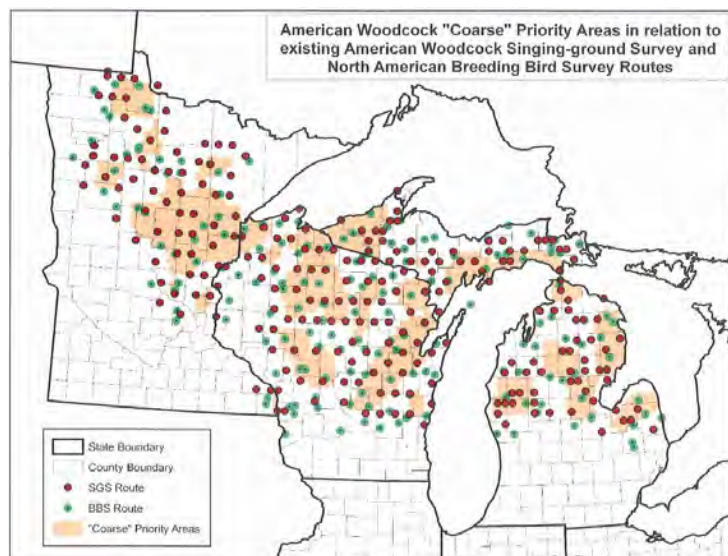 American Woodcock "Coarse" Priority Areas in relation to
existing American Woodcock Singing-ground Survey and
North American Breeding Bird Survey Routes
State Boundary
County Boundary
SGS Route
BBS Route
"Coarse" Priority Areas